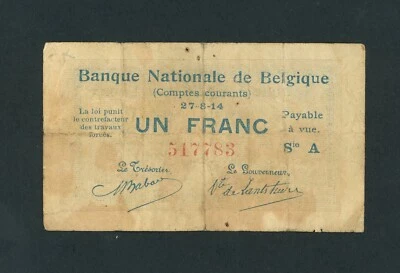 Banque Nationale de Belgique
(Comptes courants)
27-8-14
La loi punit
le contrefacteur
des travaux
forcés.
UN FRANC
Payable
à vue.
517783
Sie A
Le Trésorier,
Le Gouverneur,